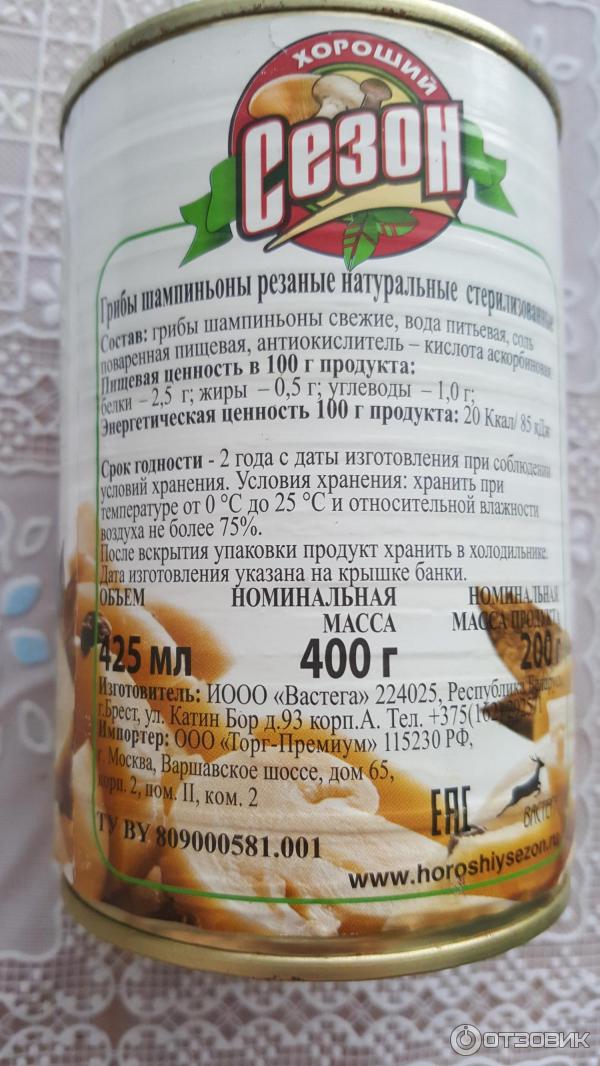 ХОРОШИЙ
Сезон
Грибы шампиньоны резаные натуральные стерилизованные
Состав: грибы шампиньоны свежие, вода питьевая, соль
поваренная пищевая, антиокислитель – кислота аскорбиновая
Пищевая ценность в 100 г продукта:
белки – 2,5 г; жиры – 0,5 г; углеводы – 1,0 г;
Энергетическая ценность 100 г продукта: 20 Ккал/ 85 кДж
Срок годности - 2 года с даты изготовления при соблюдении
условий хранения. Условия хранения: хранить при
температуре от 0 °С до 25 °С и относительной влажности
воздуха не более 75%.
После вскрытия упаковки продукт хранить в холодильнике.
Дата изготовления указана на крышке банки.
ОБЪЕМ НОМИНАЛЬНАЯ НОМИНАЛЬНАЯ
МАССА МАССА ПРОДУКТА
425 мл 400 г 200 г
Изготовитель: ИООО «Вастега» 224025, Республика
г.Брест, ул. Катин Бор д.93 корп.А. Тел. +375(162)
Импортер: ООО «Торг-Премиум» 115230 РФ,
г. Москва, Варшавское шоссе, дом 65,
корп. 2, пом. II, ком. 2
EAC
ТУ BY 809000581.001
www.horoshiysezon.ru
ОТЗОВИК